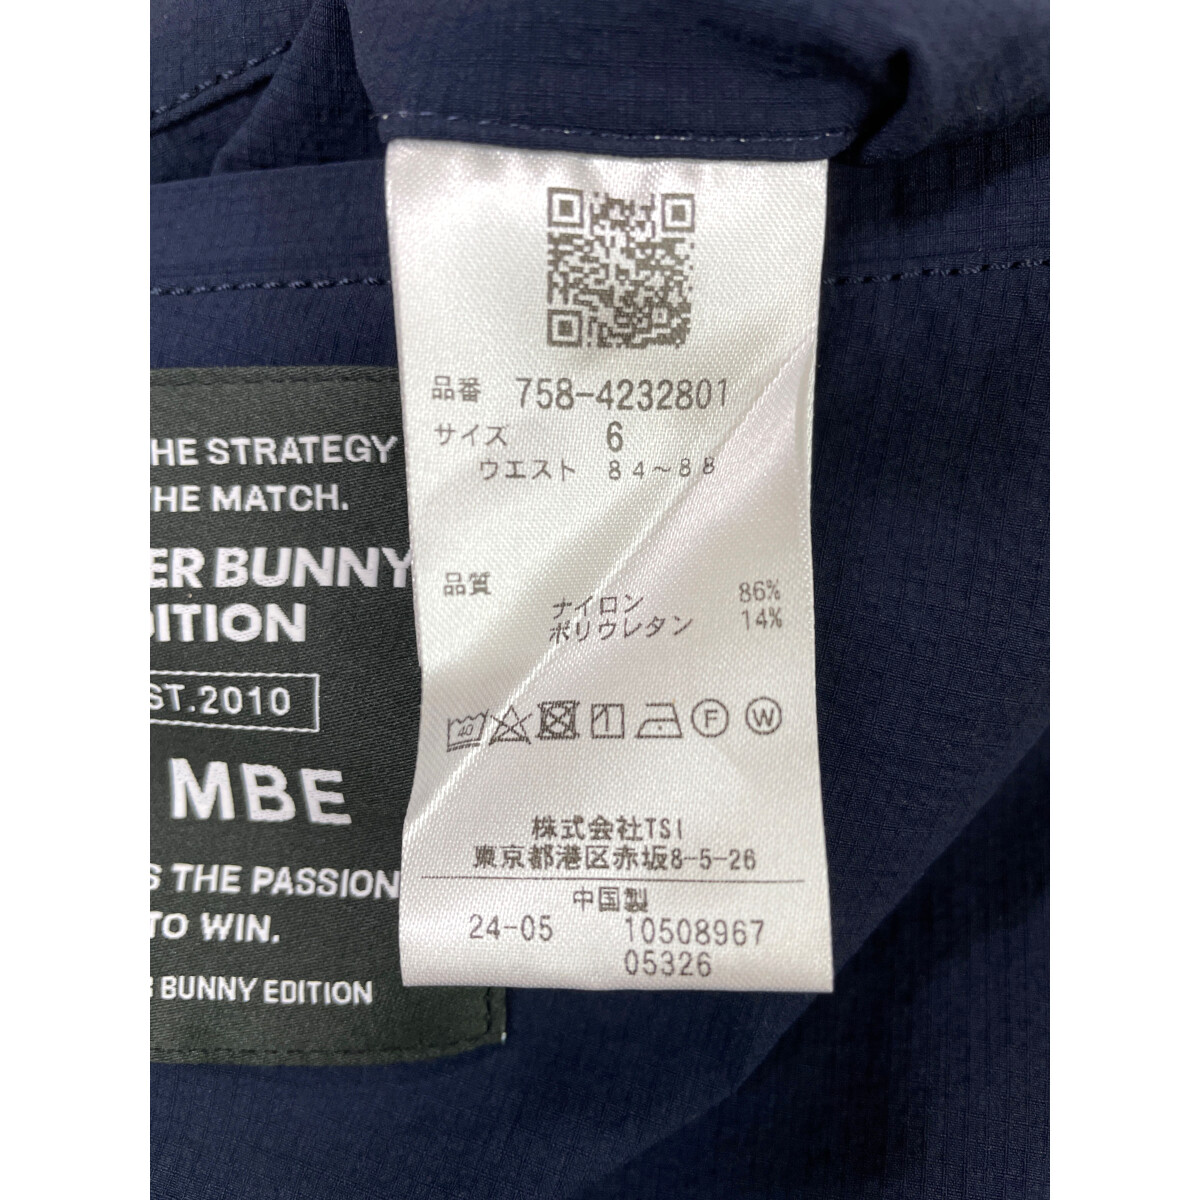 HE STRATEGY
THE MATCH.
ER BUNNY
DITION
ST.2010
MBE
S THE PASSION
TO WIN.
R BUNNY EDITION
品番 758-4232801
サイズ 6
ウエスト 84~88
品質
ナイロン 86%
ポリウレタン 14%
40 F W
株式会社TSI
東京都港区赤坂8-5-26
中国製
24-05 10508967
05326